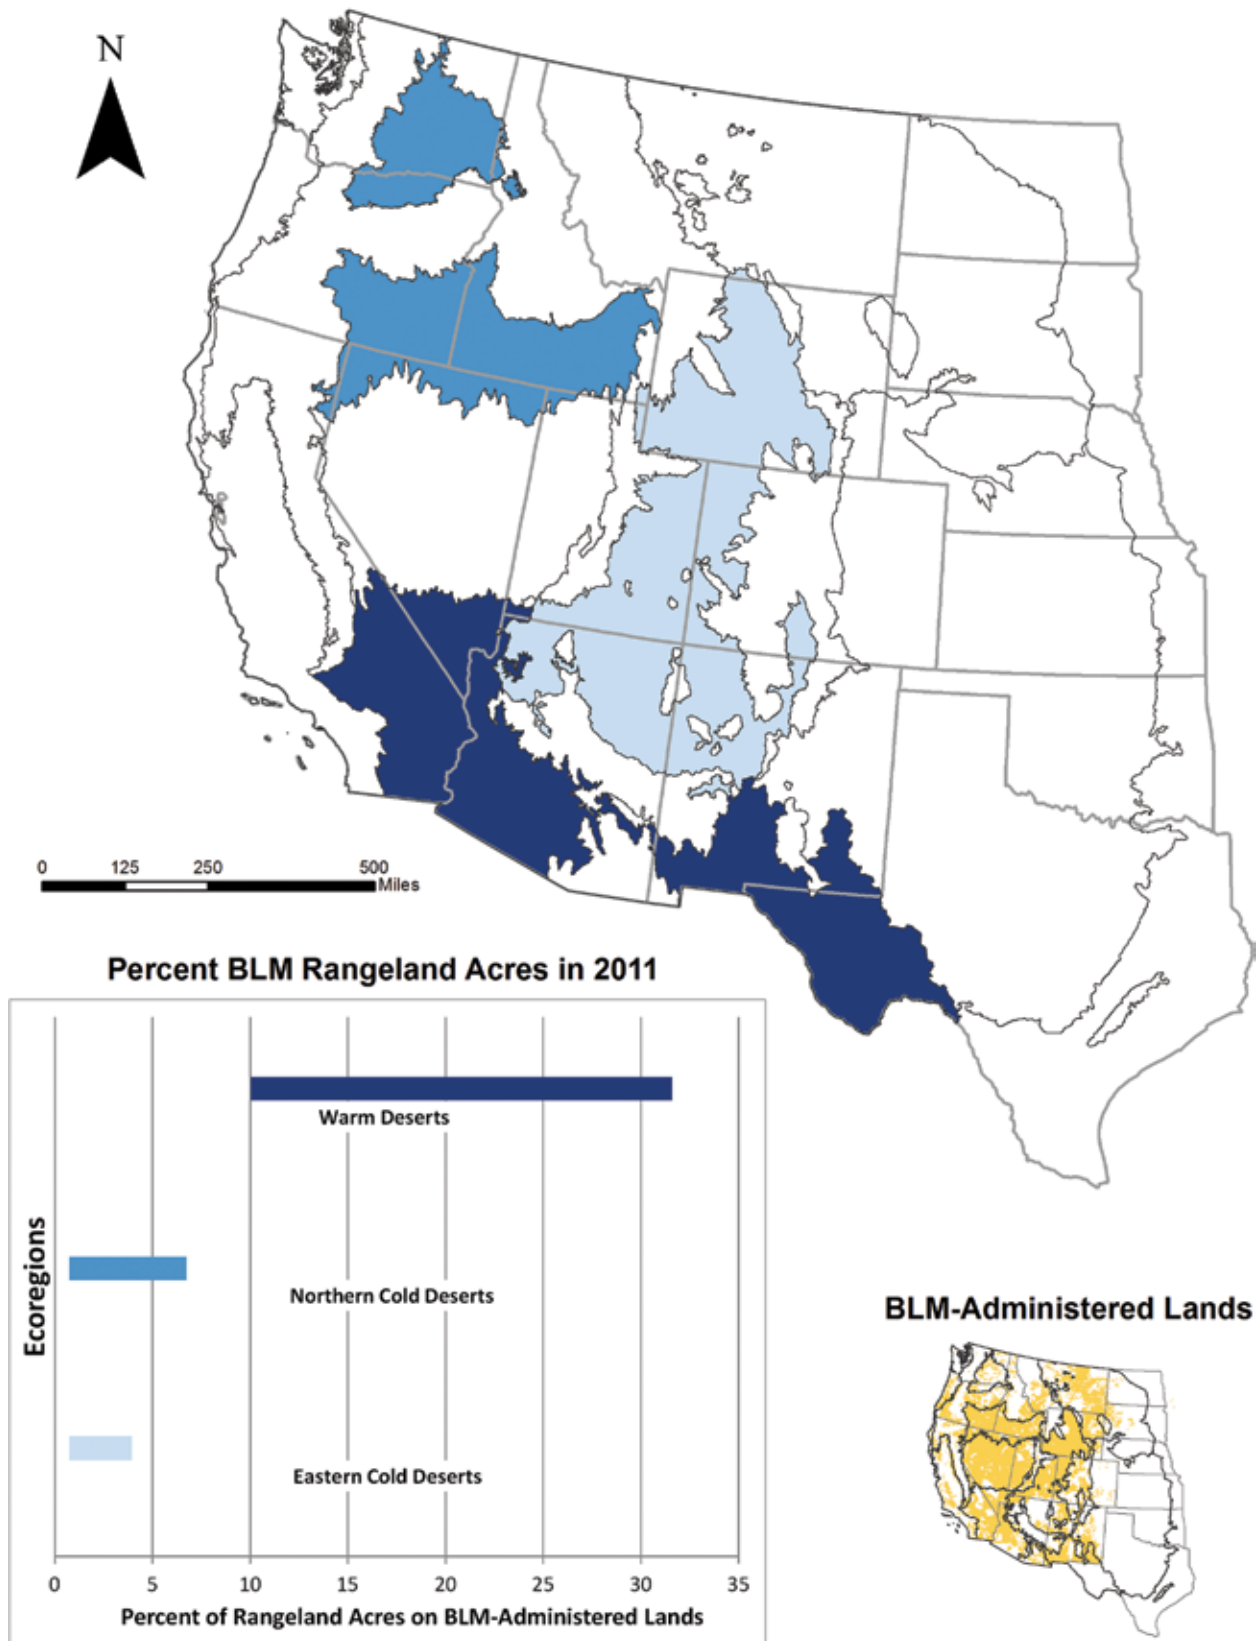 N
0 125 250 500
Miles
Percent BLM Rangeland Acres in 2011
Warm Deserts
Northern Cold Deserts
Eastern Cold Deserts
Ecoregions
0 5 10 15 20 25 30 35
Percent of Rangeland Acres on BLM-Administered Lands
BLM-Administered Lands